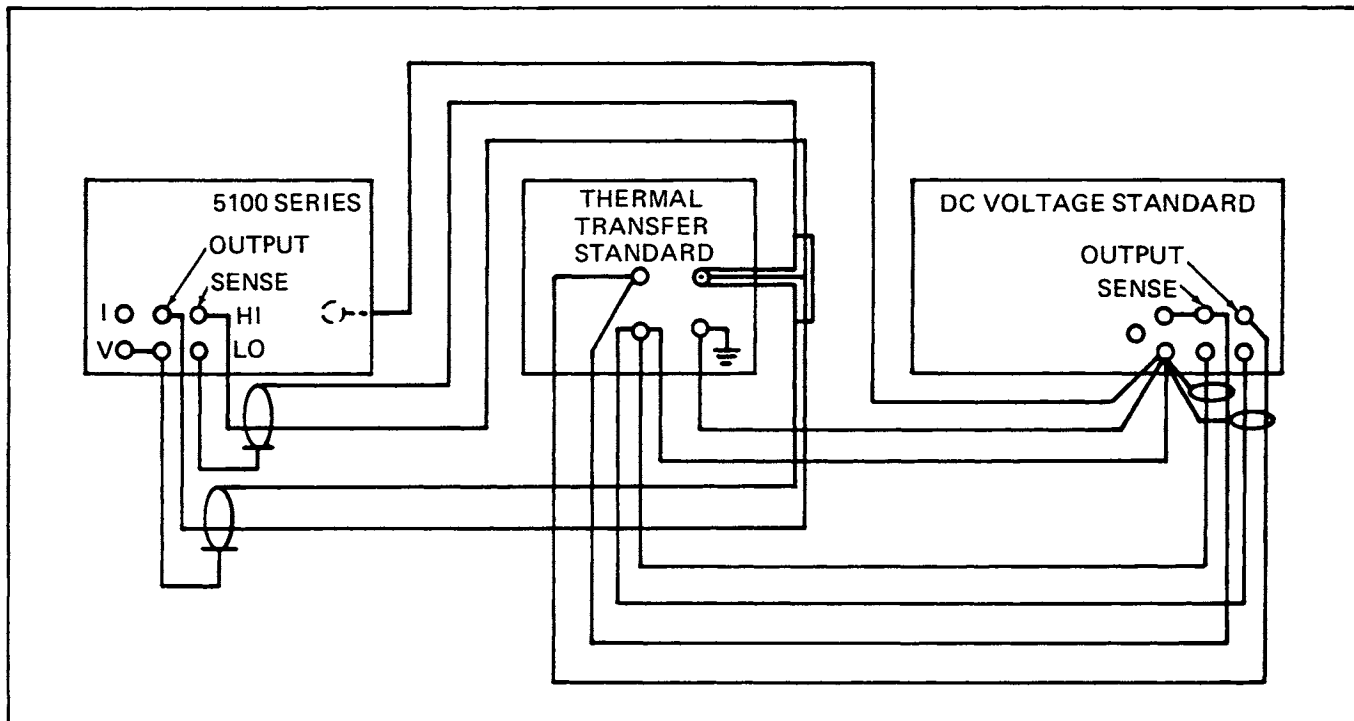 5100 SERIES
OUTPUT
SENSE
I
HI
V
LO
THERMAL
TRANSFER
STANDARD
DC VOLTAGE STANDARD
OUTPUT
SENSE